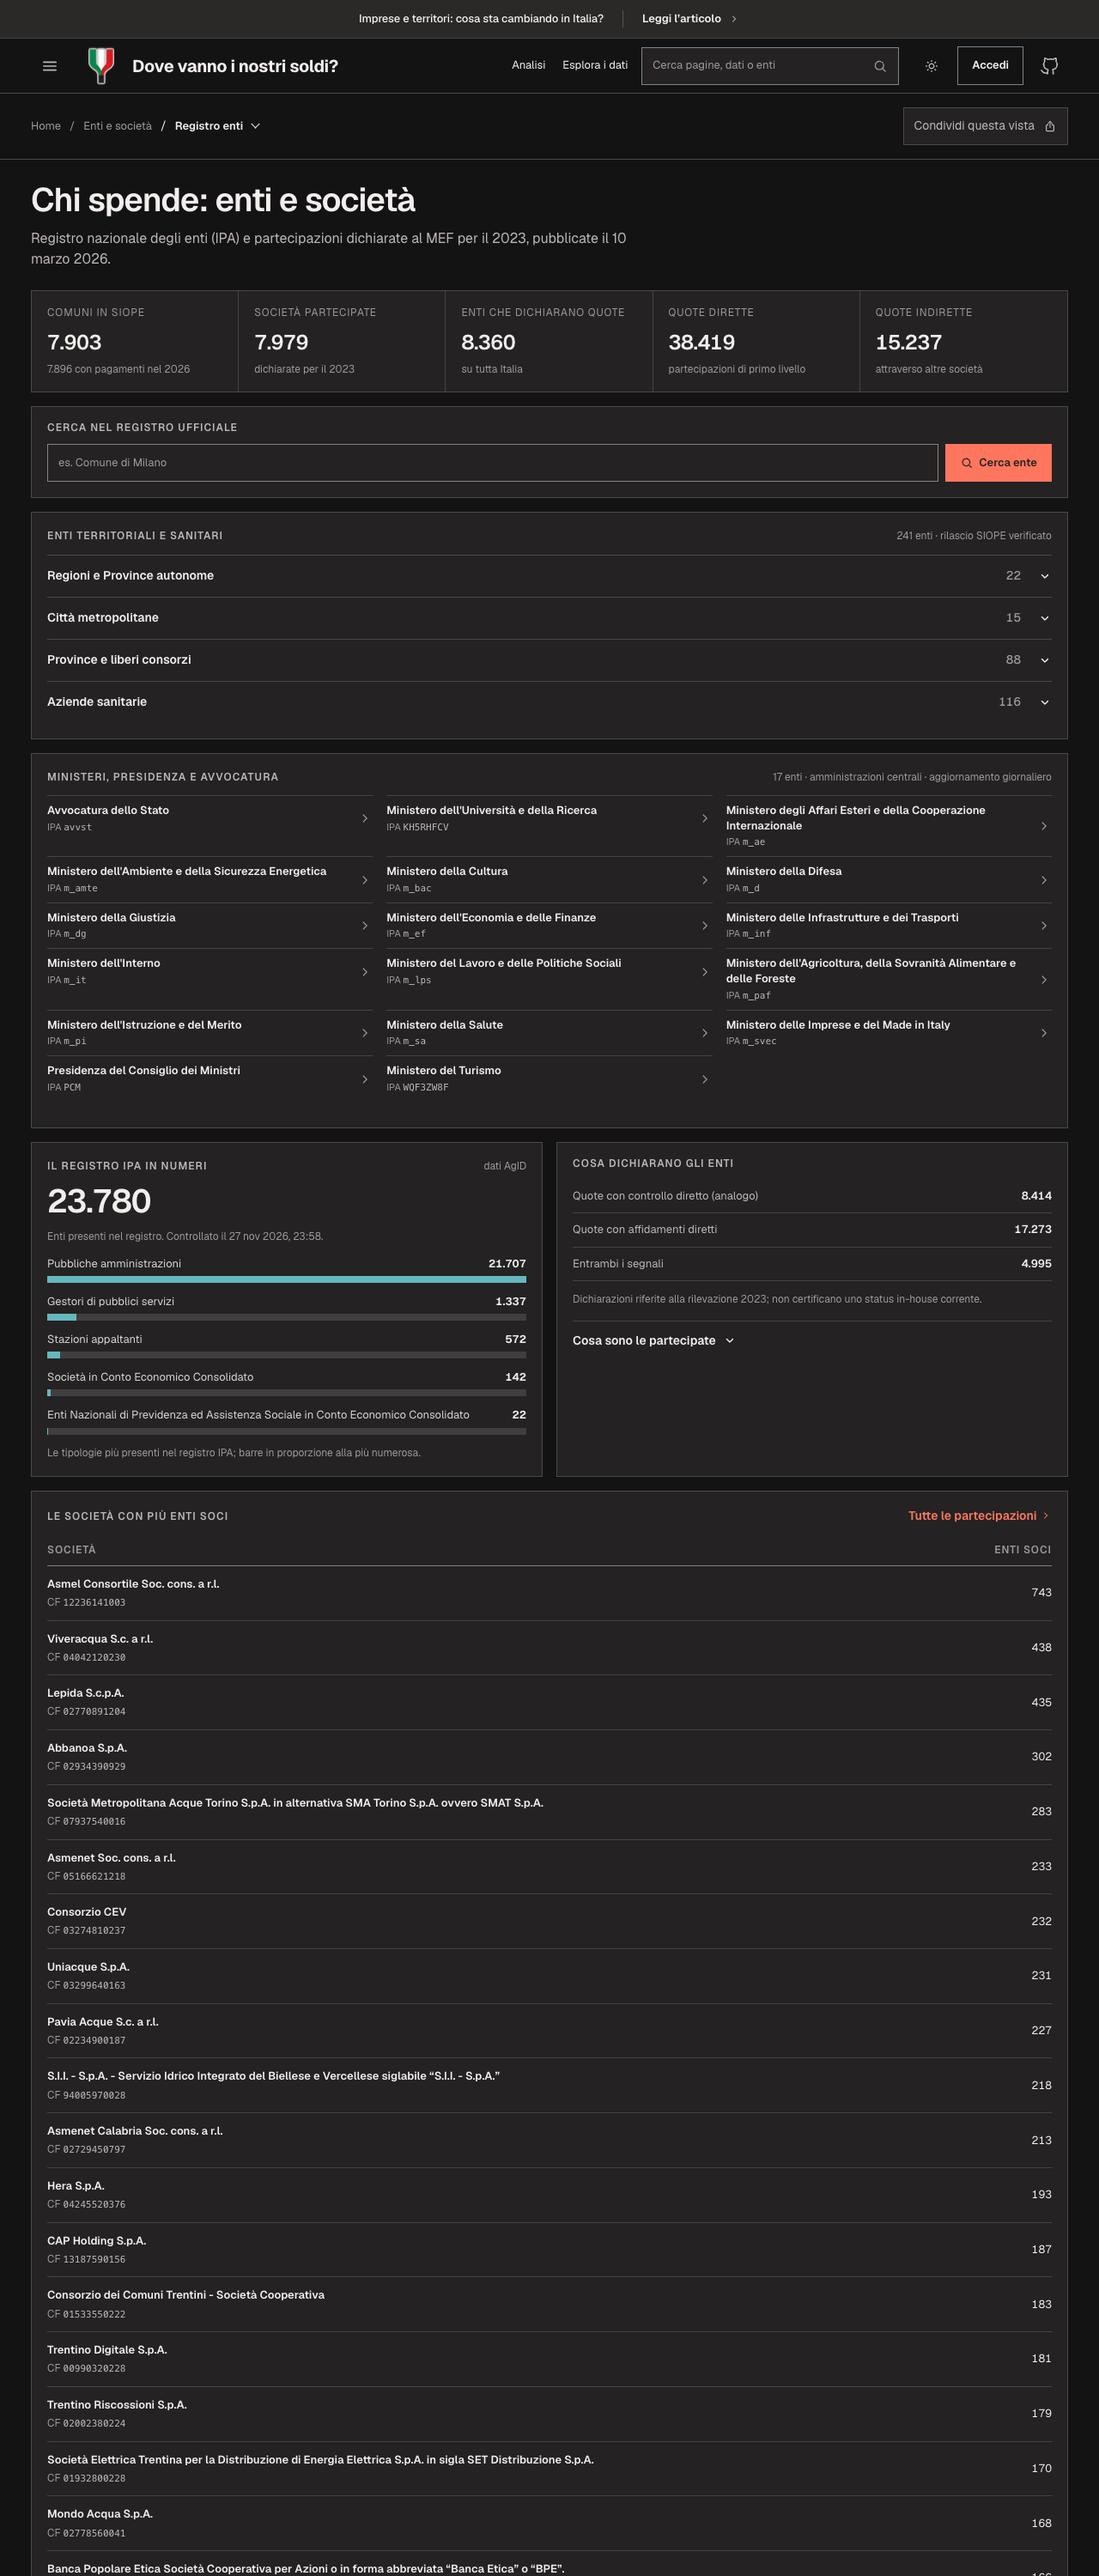 Imprese e territori: cosa sta cambiando in Italia?
Leggi l'articolo
Dove vanno i nostri soldi?
Analisi
Esplora i dati
Cerca pagine, dati o enti
Accedi
Home / Enti e società / Registro enti
Condividi questa vista
Chi spende: enti e società
Registro nazionale degli enti (IPA) e partecipazioni dichiarate al MEF per il 2023, pubblicate il 10
marzo 2026.
COMUNI IN SIOPE
7.903
7.896 con pagamenti nel 2026
SOCIETÀ PARTECIPATE
7.979
dichiarate per il 2023
ENTI CHE DICHIARANO QUOTE
8.360
su tutta Italia
QUOTE DIRETTE
38.419
partecipazioni di primo livello
QUOTE INDIRETTE
15.237
attraverso altre società
CERCA NEL REGISTRO UFFICIALE
es. Comune di Milano
Cerca ente
ENTI TERRITORIALI E SANITARI
241 enti · rilascio SIOPE verificato
Regioni e Province autonome 22
Città metropolitane 15
Province e liberi consorzi 88
Aziende sanitarie 116
MINISTERI, PRESIDENZA E AVVOCATURA
17 enti · amministrazioni centrali · aggiornamento giornaliero
Avvocatura dello Stato
IPA avvst
Ministero dell'Università e della Ricerca
IPA KH5RHFCV
Ministero degli Affari Esteri e della Cooperazione
Internazionale
IPA m_ae
Ministero dell'Ambiente e della Sicurezza Energetica
IPA m_amte
Ministero della Cultura
IPA m_bac
Ministero della Difesa
IPA m_d
Ministero della Giustizia
IPA m_dg
Ministero dell'Economia e delle Finanze
IPA m_ef
Ministero delle Infrastrutture e dei Trasporti
IPA m_inf
Ministero dell'Interno
IPA m_it
Ministero del Lavoro e delle Politiche Sociali
IPA m_lps
Ministero dell'Agricoltura, della Sovranità Alimentare e
delle Foreste
IPA m_paf
Ministero dell'Istruzione e del Merito
IPA m_pi
Ministero della Salute
IPA m_sa
Ministero delle Imprese e del Made in Italy
IPA m_svec
Presidenza del Consiglio dei Ministri
IPA PCM
Ministero del Turismo
IPA WQF3ZW8F
IL REGISTRO IPA IN NUMERI
dati AgID
23.780
Enti presenti nel registro. Controllato il 27 nov 2026, 23:58.
Pubbliche amministrazioni 21.707
Gestori di pubblici servizi 1.337
Stazioni appaltanti 572
Società in Conto Economico Consolidato 142
Enti Nazionali di Previdenza ed Assistenza Sociale in Conto Economico Consolidato 22
Le tipologie più presenti nel registro IPA; barre in proporzione alla più numerosa.
COSA DICHIARANO GLI ENTI
Quote con controllo diretto (analogo) 8.414
Quote con affidamenti diretti 17.273
Entrambi i segnali 4.995
Dichiarazioni riferite alla rilevazione 2023; non certificano uno status in-house corrente.
Cosa sono le partecipate
LE SOCIETÀ CON PIÙ ENTI SOCI
Tutte le partecipazioni
SOCIETÀ ENTI SOCI
Asmel Consortile Soc. cons. a r.l.
CF 12236141003
743
Viveracqua S.c. a r.l.
CF 04042120230
438
Lepida S.c.p.A.
CF 02770891204
435
Abbanoa S.p.A.
CF 02934390929
302
Società Metropolitana Acque Torino S.p.A. in alternativa SMA Torino S.p.A. ovvero SMAT S.p.A.
CF 07937540016
283
Asmenet Soc. cons. a r.l.
CF 05166621218
233
Consorzio CEV
CF 03274810237
232
Uniacque S.p.A.
CF 03299640163
231
Pavia Acque S.c. a r.l.
CF 02234900187
227
S.I.I. - S.p.A. - Servizio Idrico Integrato del Biellese e Vercellese siglabile “S.I.I. - S.p.A.”
CF 94005970028
218
Asmenet Calabria Soc. cons. a r.l.
CF 02729450797
213
Hera S.p.A.
CF 04245520376
193
CAP Holding S.p.A.
CF 13187590156
187
Consorzio dei Comuni Trentini - Società Cooperativa
CF 01533550222
183
Trentino Digitale S.p.A.
CF 00990320228
181
Trentino Riscossioni S.p.A.
CF 02002380224
179
Società Elettrica Trentina per la Distribuzione di Energia Elettrica S.p.A. in sigla SET Distribuzione S.p.A.
CF 01932800228
170
Mondo Acqua S.p.A.
CF 02778560041
168
Banca Popolare Etica Società Cooperativa per Azioni o in forma abbreviata “Banca Etica” o “BPE”.